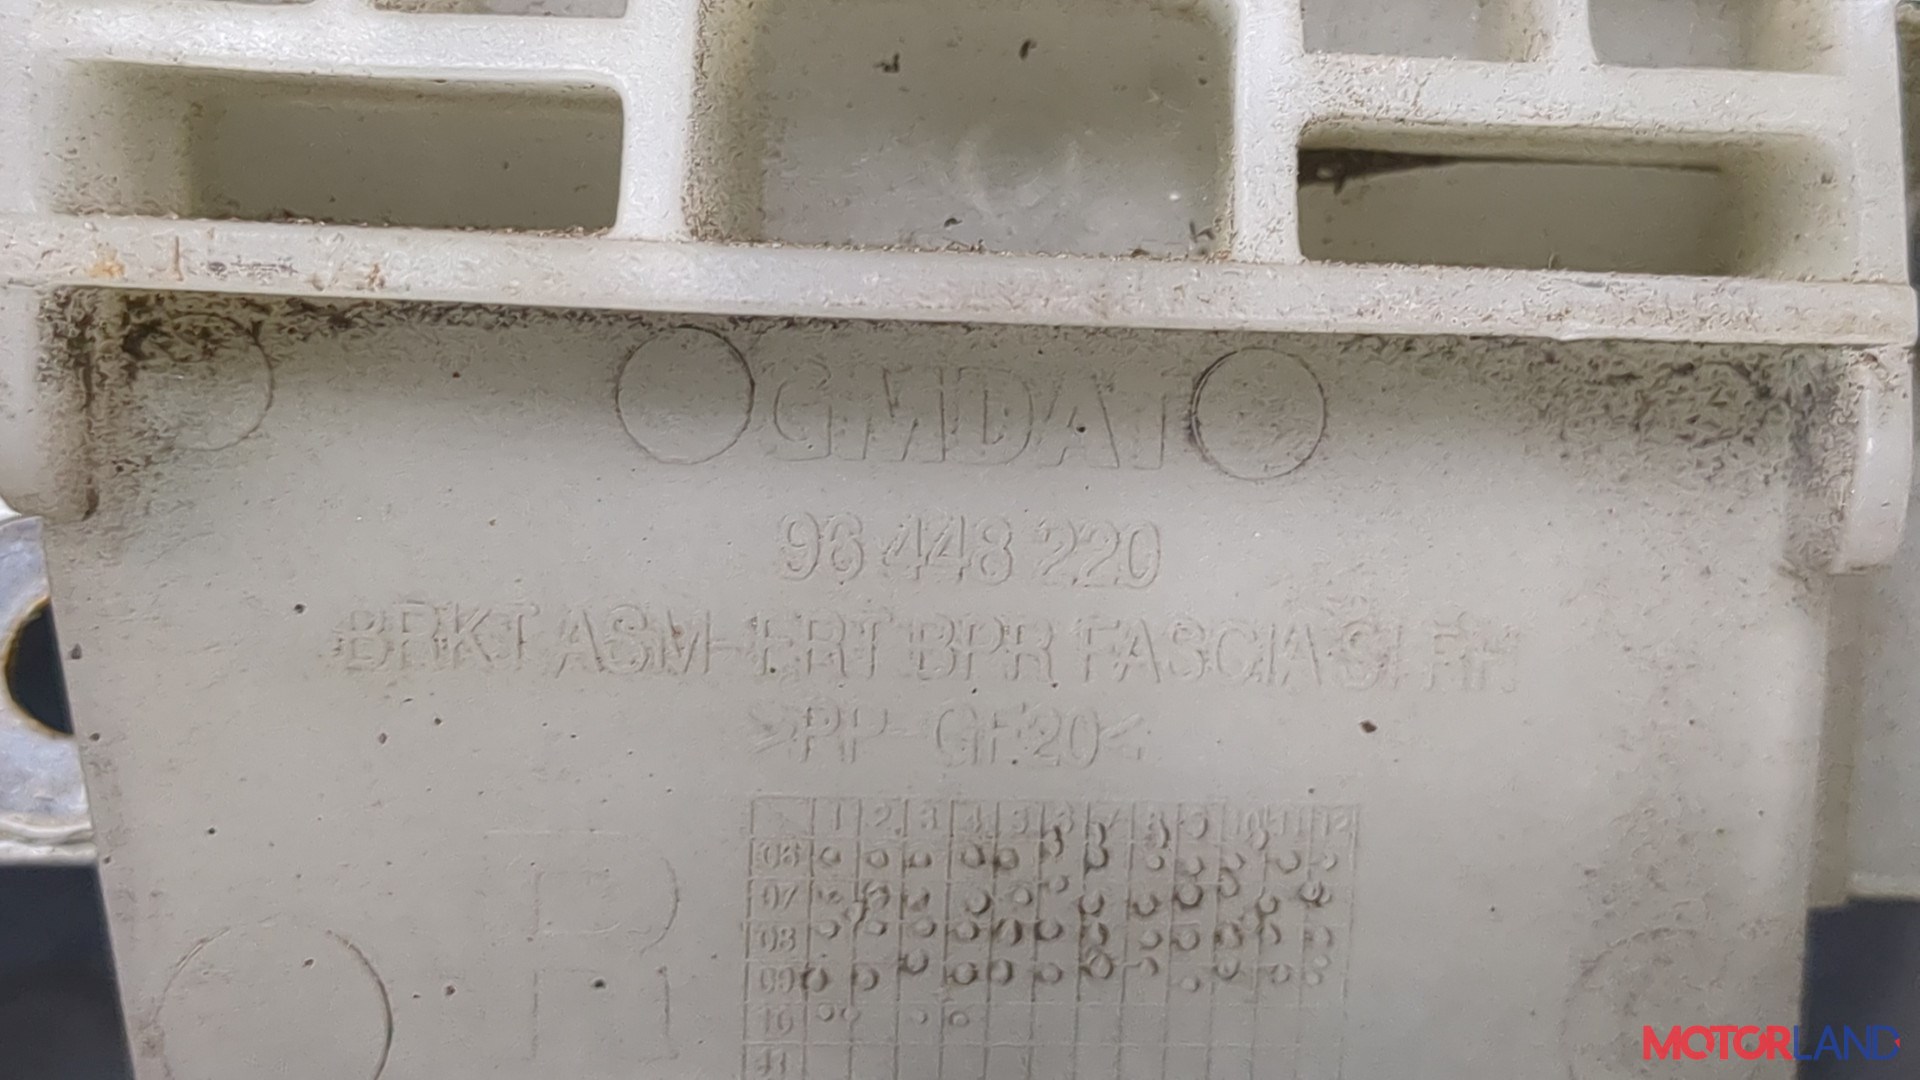 GMDAT
96 448 220
BRKT ASM-FRT BPR FASCIA SI RH
>PP-GF20<
1 2 3 4 5 6 7 8 9 10 11 12
06
07
08
09
10
11
R
MOTORLAND